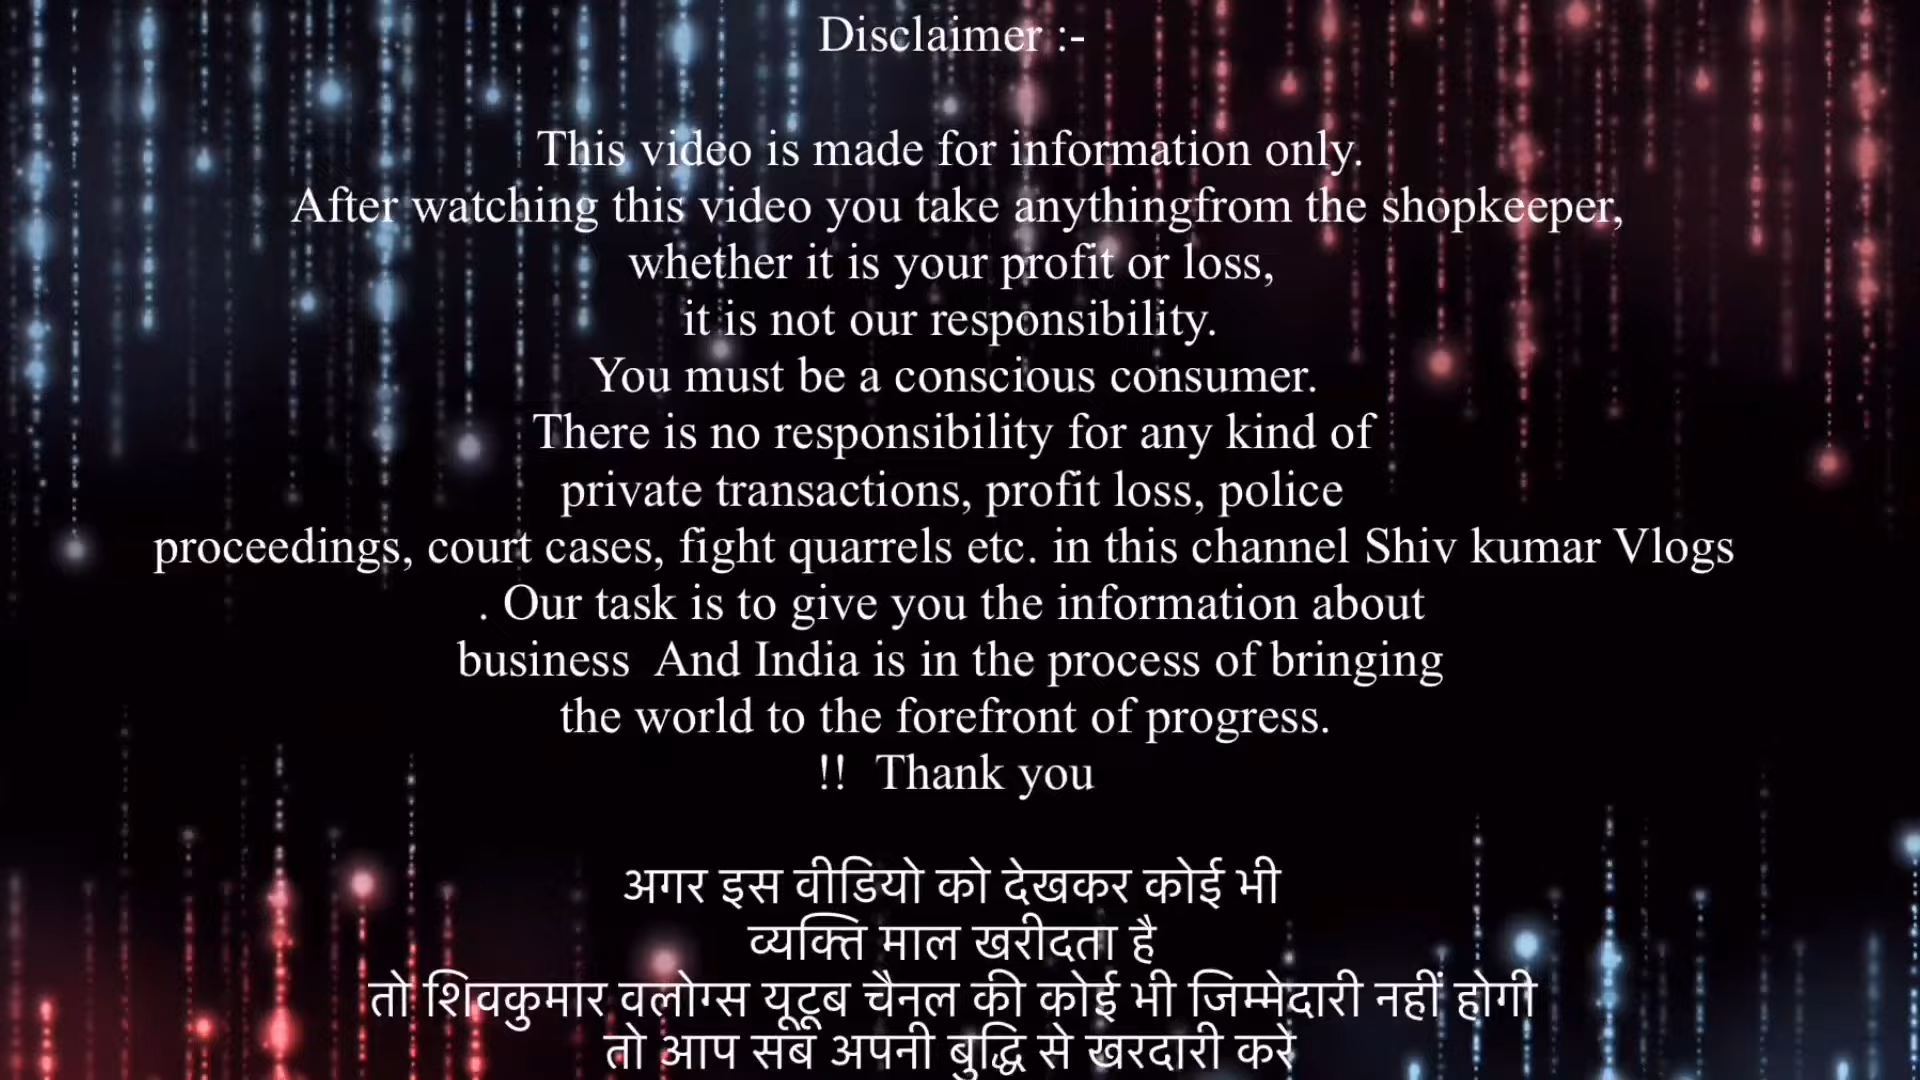 Disclaimer :-
This video is made for information only.
After watching this video you take anythingfrom the shopkeeper,
whether it is your profit or loss,
it is not our responsibility.
You must be a conscious consumer.
There is no responsibility for any kind of
private transactions, profit loss, police
proceedings, court cases, fight quarrels etc. in this channel Shiv kumar Vlogs
. Our task is to give you the information about
business  And India is in the process of bringing
the world to the forefront of progress.
!!  Thank you
अगर इस वीडियो को देखकर कोई भी
व्यक्ति माल खरीदता है
तो शिवकुमार वलोग्स यूटूब चैनल की कोई भी जिम्मेदारी नहीं होगी
तो आप सब अपनी बुद्धि से खरदारी करे